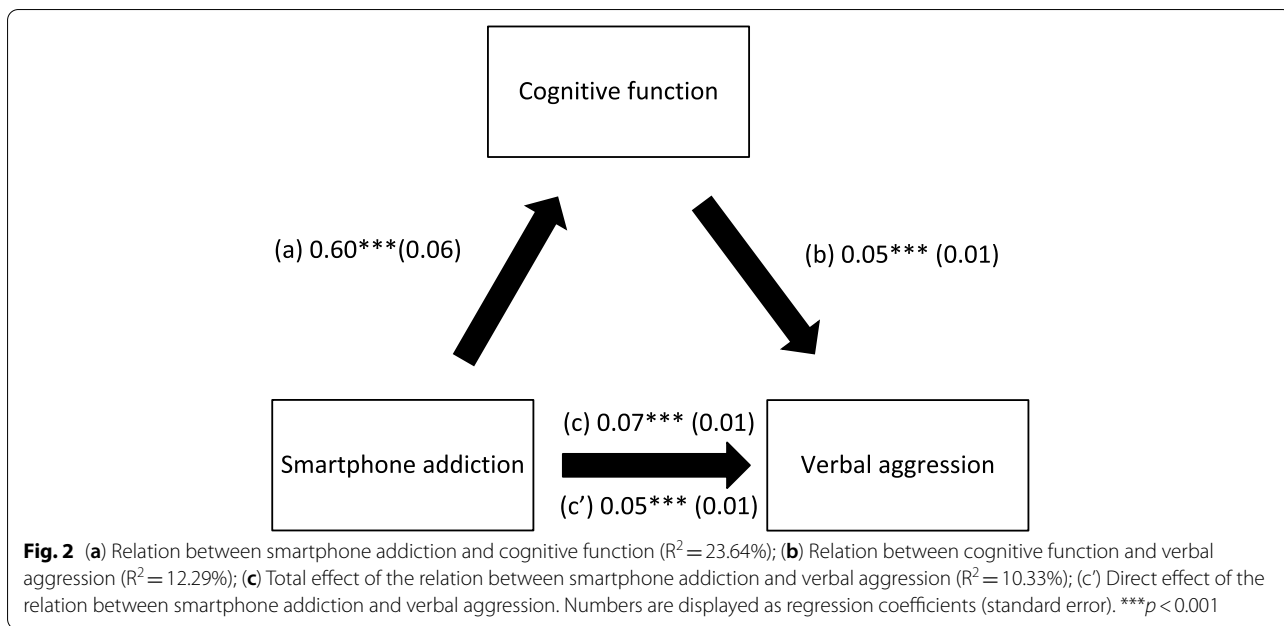 Cognitive function
(a) 0.60***(0.06)
(b) 0.05*** (0.01)
(c) 0.07*** (0.01)
Smartphone addiction
Verbal aggression
(c’) 0.05*** (0.01)
Fig. 2 (a) Relation between smartphone addiction and cognitive function (R² = 23.64%); (b) Relation between cognitive function and verbal
aggression (R² = 12.29%); (c) Total effect of the relation between smartphone addiction and verbal aggression (R² = 10.33%); (c’) Direct effect of the
relation between smartphone addiction and verbal aggression. Numbers are displayed as regression coefficients (standard error). ***p < 0.001